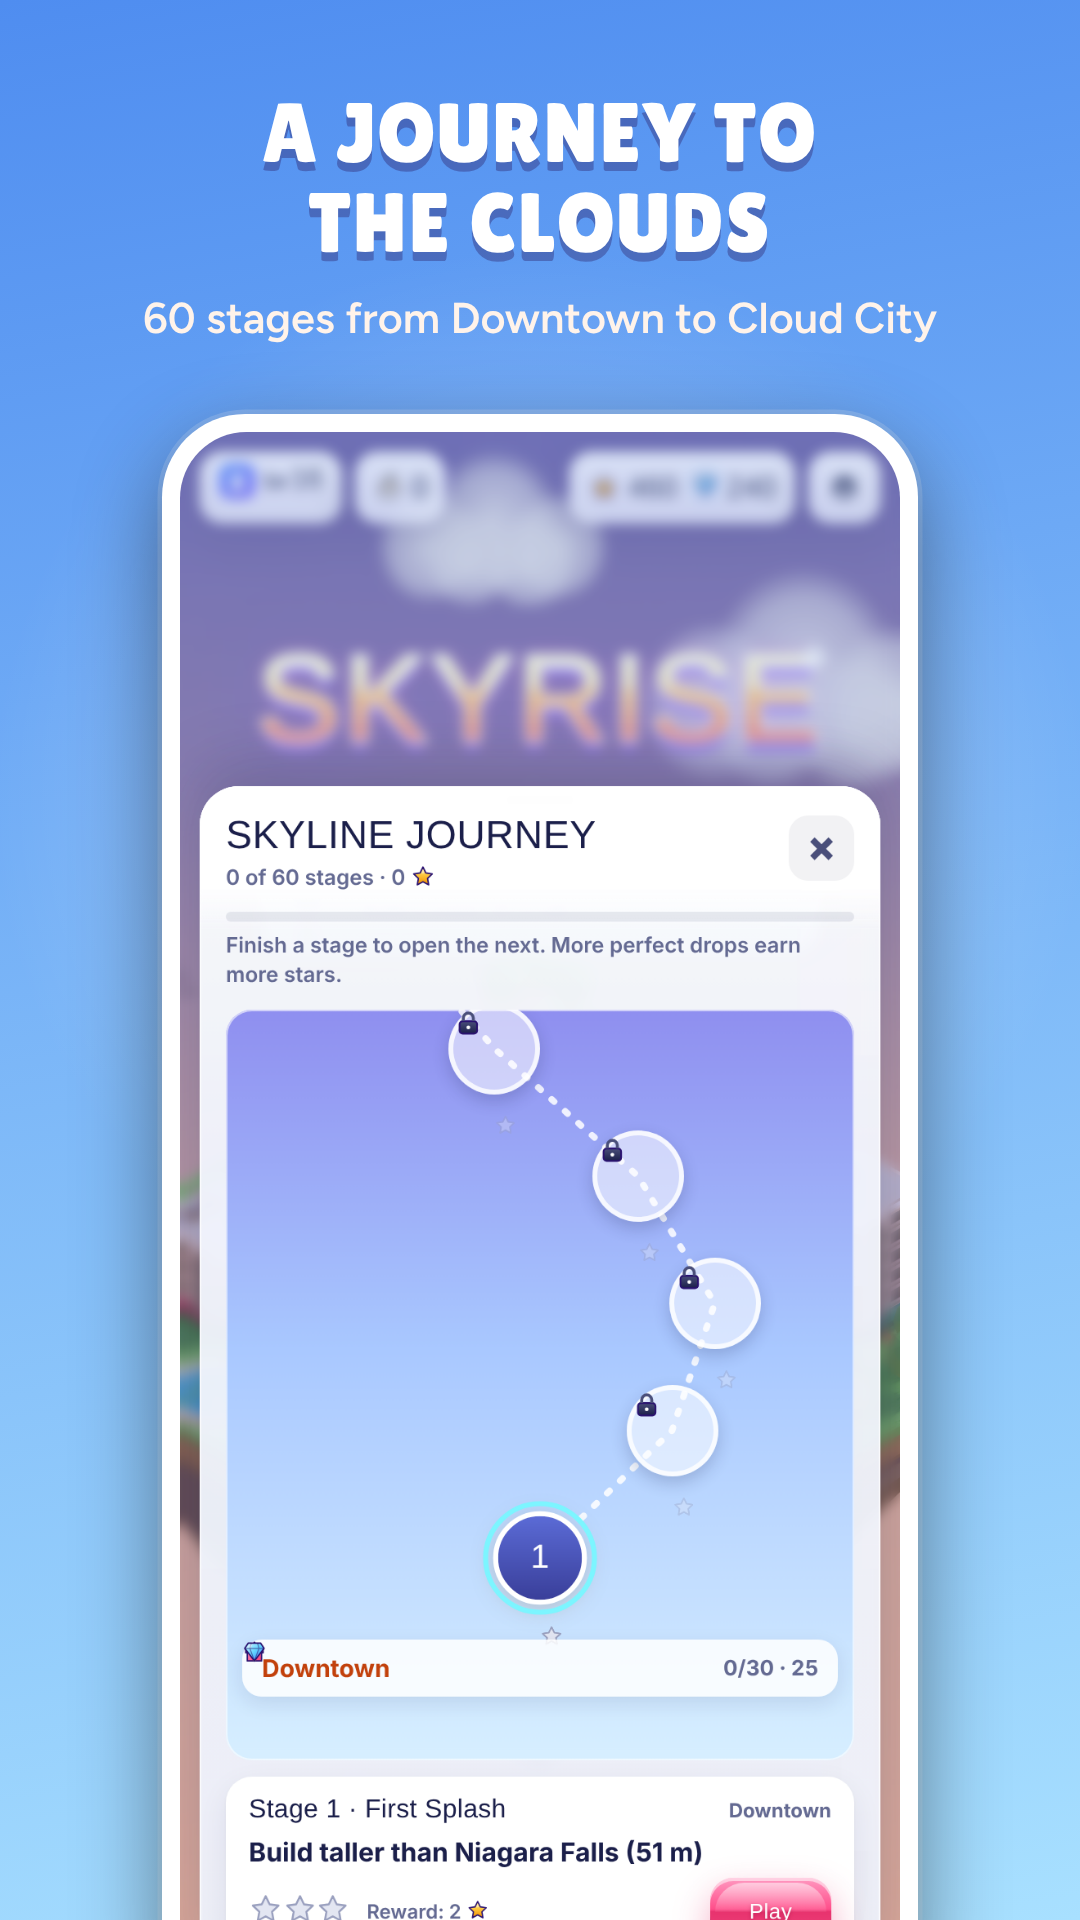 A JOURNEY TO
THE CLOUDS
60 stages from Downtown to Cloud City
SKYRISE
SKYLINE JOURNEY
0 of 60 stages · 0
Finish a stage to open the next. More perfect drops earn
more stars.
1
Downtown 0/30 · 25
Stage 1 · First Splash Downtown
Build taller than Niagara Falls (51 m)
Reward: 2
Play